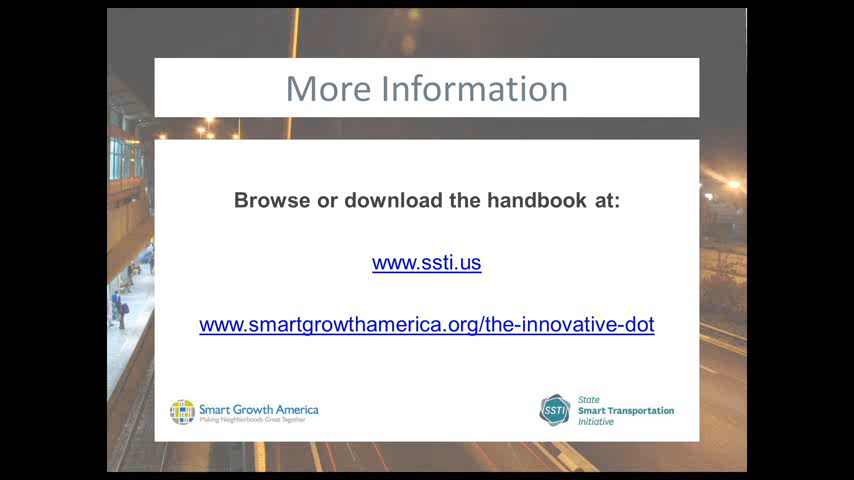 More Information
Browse or download the handbook at:
www.ssti.us
www.smartgrowthamerica.org/the-innovative-dot
Smart Growth America
Making Neighborhoods Great Together
SSTI
State
Smart Transportation
Initiative